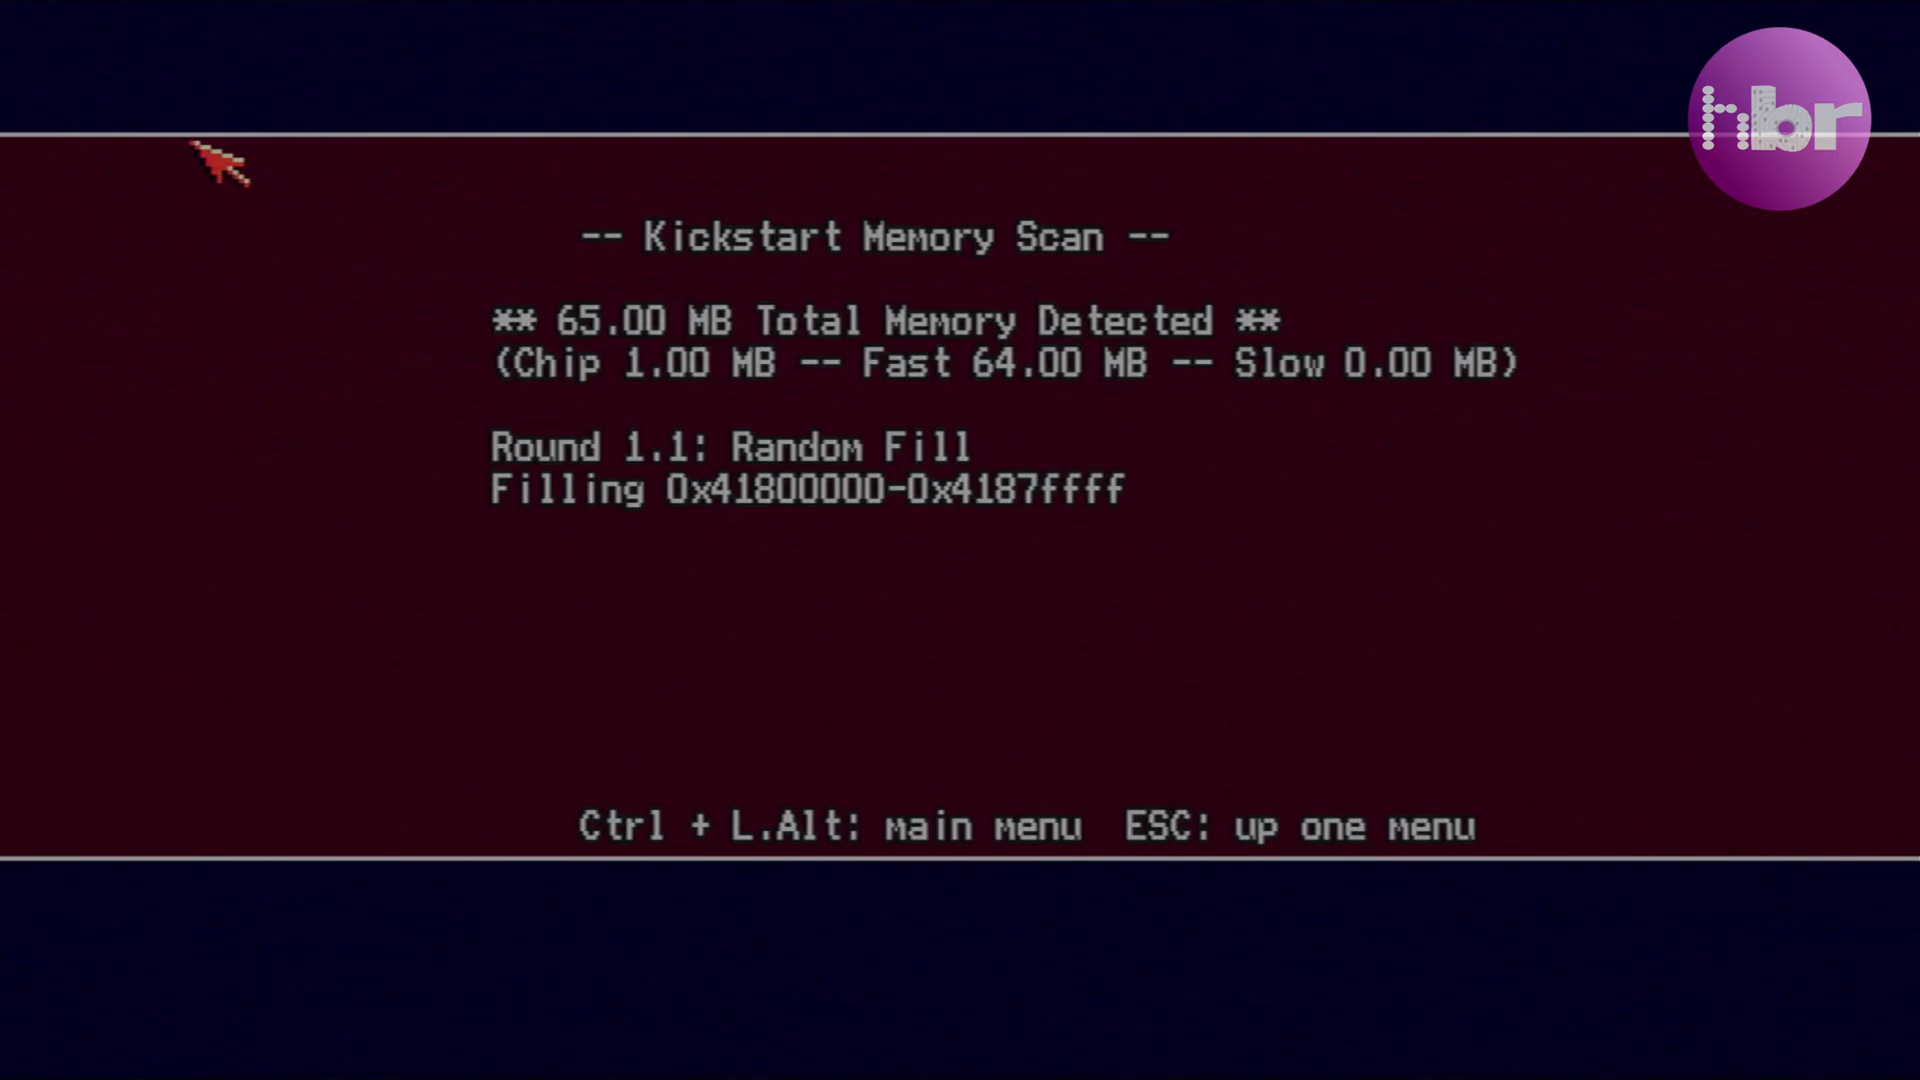 hbr
-- Kickstart Memory Scan --
** 65.00 MB Total Memory Detected **
(Chip 1.00 MB -- Fast 64.00 MB -- Slow 0.00 MB)
Round 1.1: Random Fill
Filling 0x41800000-0x4187ffff
Ctrl + L.Alt: main menu  ESC: up one menu